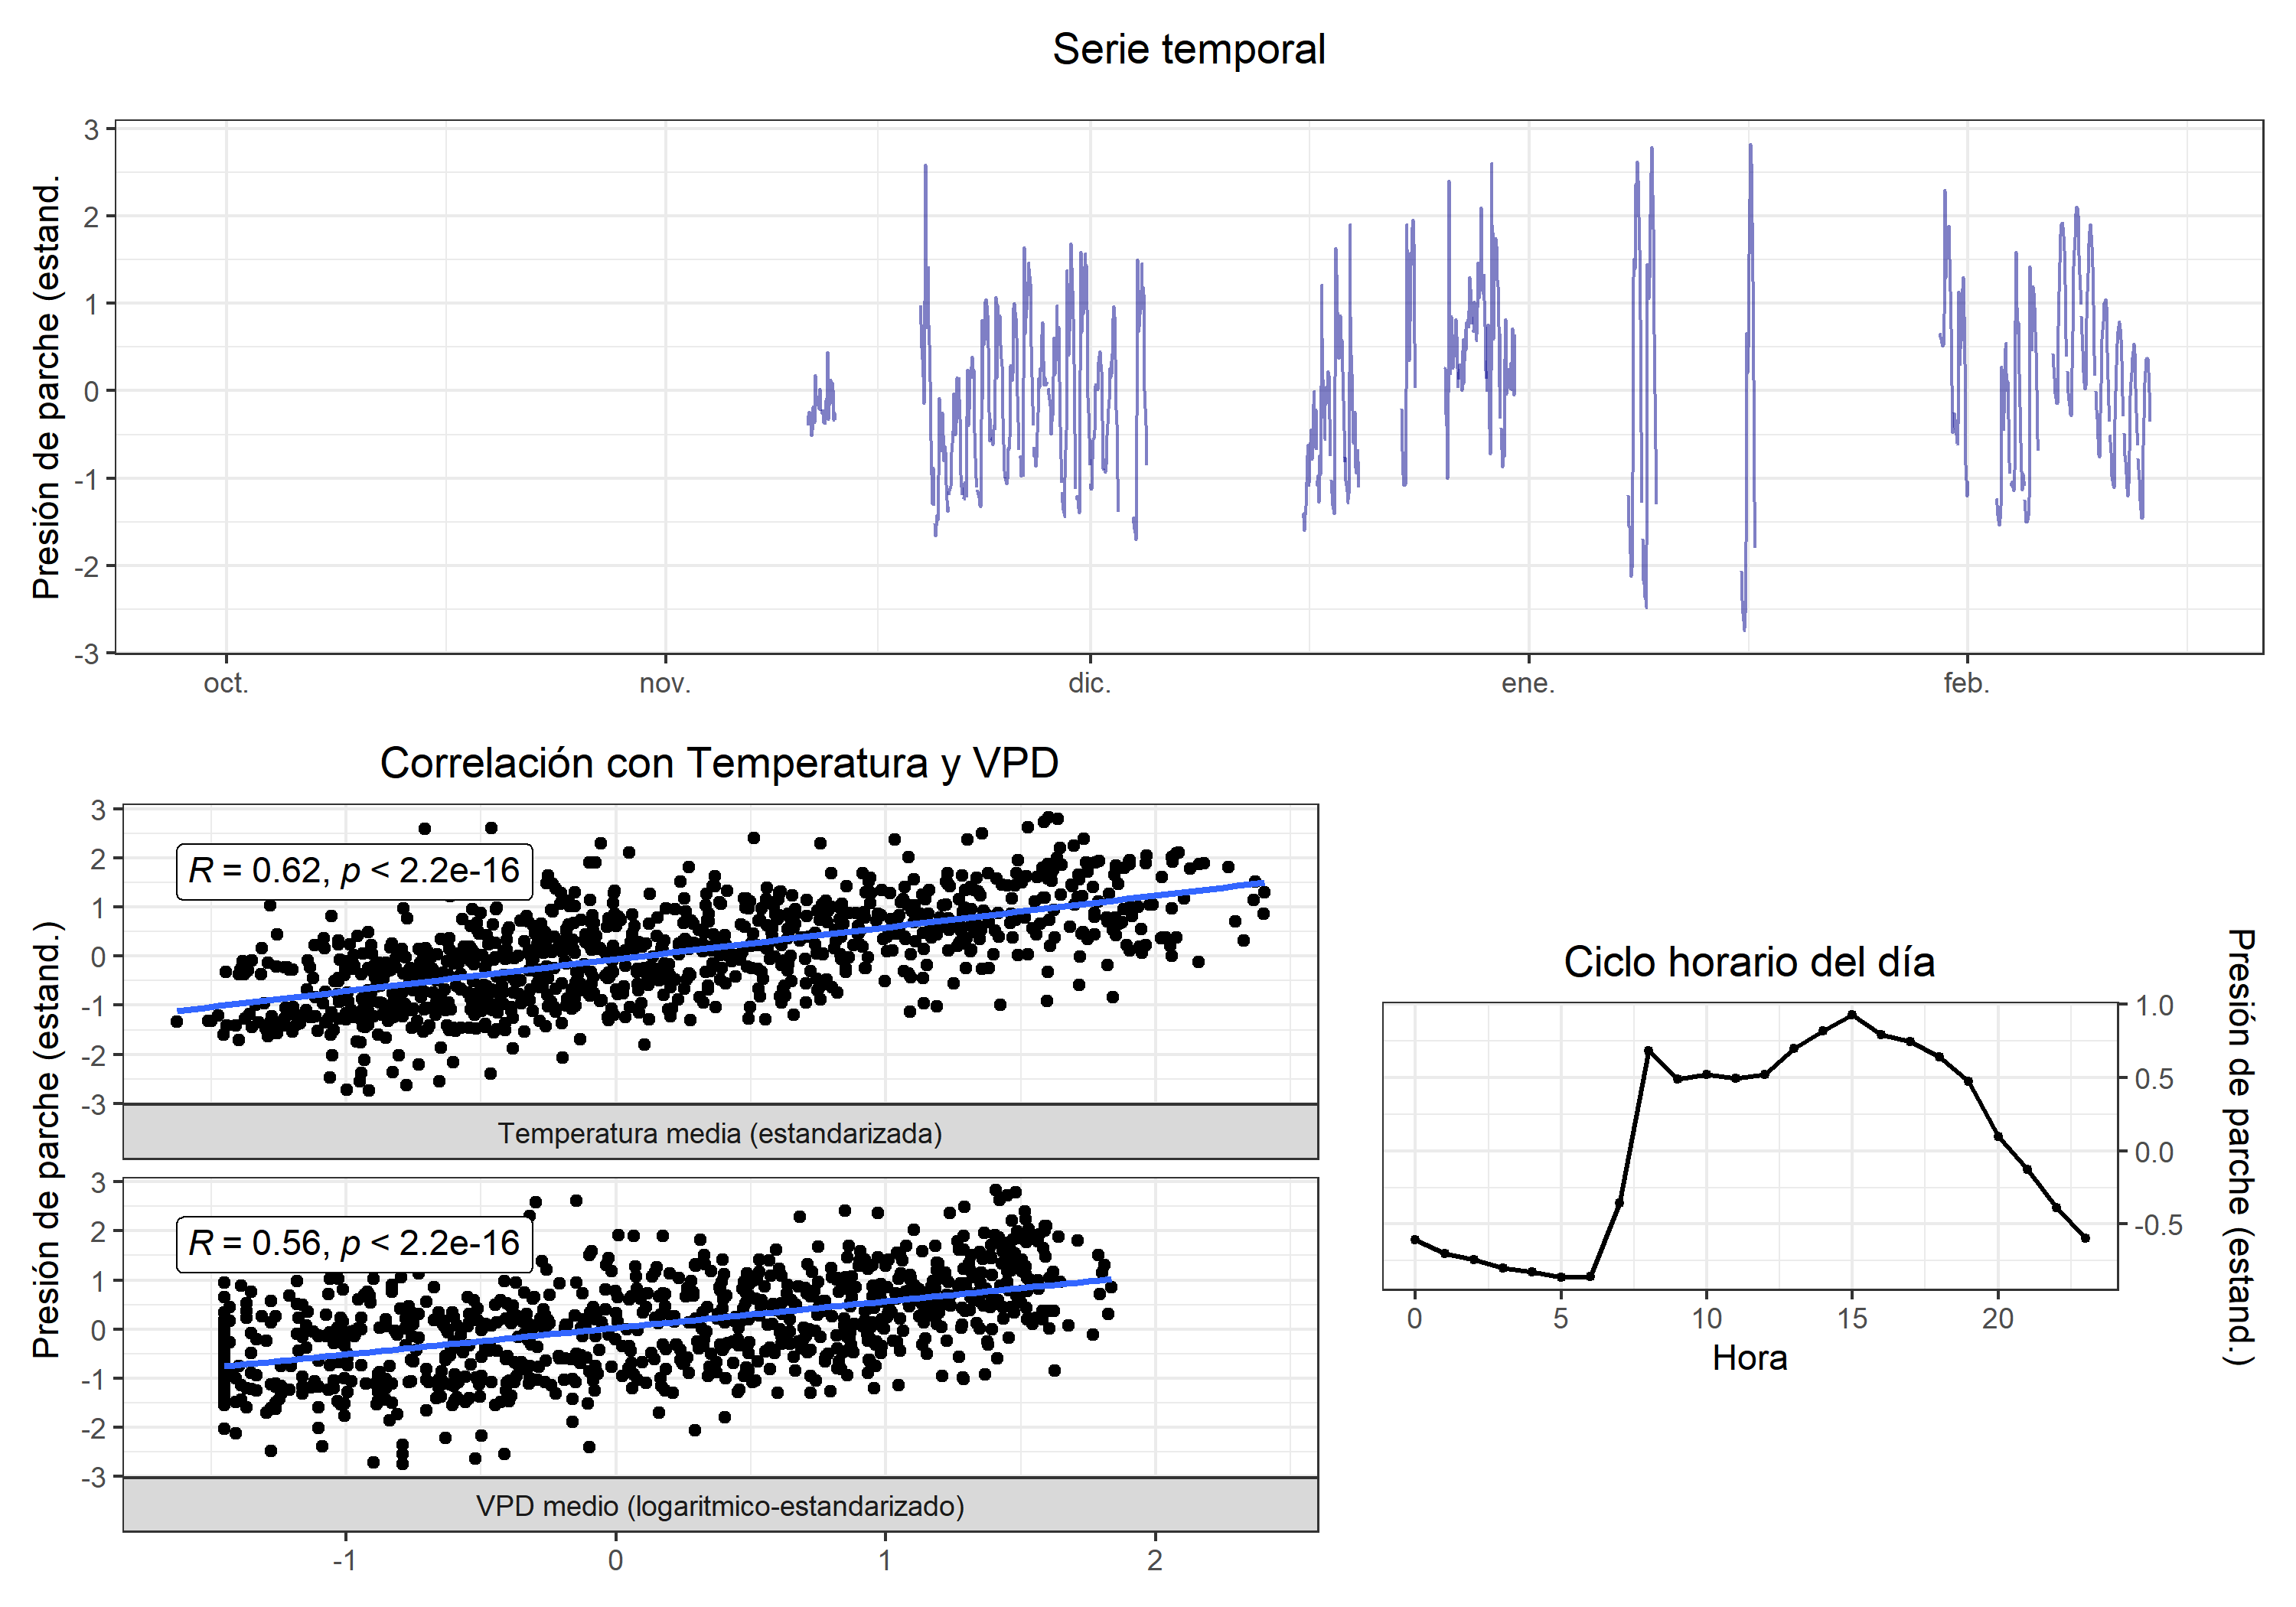 Serie temporal
Presión de parche (estand.
3
2
1
0
-1
-2
-3
oct.
nov.
dic.
ene.
feb.
Correlación con Temperatura y VPD
Presión de parche (estand.)
3
2
1
0
-1
-2
-3
R = 0.62, p < 2.2e-16
Temperatura media (estandarizada)
3
2
1
0
-1
-2
-3
R = 0.56, p < 2.2e-16
VPD medio (logaritmico-estandarizado)
-1
0
1
2
Ciclo horario del día
1.0
0.5
0.0
-0.5
Presión de parche (estand.)
0
5
10
15
20
Hora